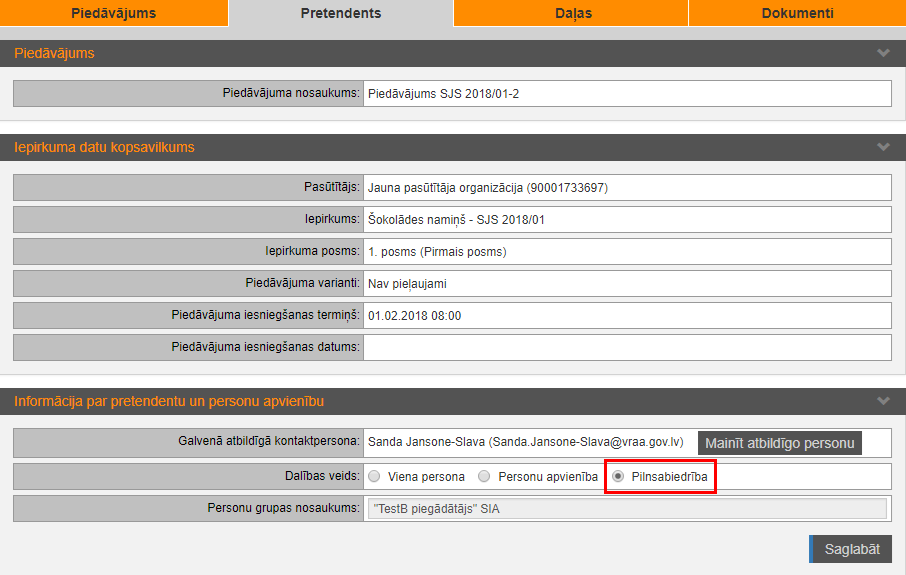 Piedāvājums Pretendents Daļas Dokumenti
Piedāvājums
Piedāvājuma nosaukums: Piedāvājums SJS 2018/01-2
Iepirkuma datu kopsavilkums
Pasūtītājs: Jauna pasūtītāja organizācija (90001733697)
Iepirkums: Šokolādes namiņš - SJS 2018/01
Iepirkuma posms: 1. posms (Pirmais posms)
Piedāvājuma varianti: Nav pieļaujami
Piedāvājuma iesniegšanas termiņš: 01.02.2018 08:00
Piedāvājuma iesniegšanas datums:
Informācija par pretendentu un personu apvienību
Galvenā atbildīgā kontaktpersona: Sanda Jansone-Slava (Sanda.Jansone-Slava@vraa.gov.lv) Mainīt atbildīgo personu
Dalības veids: Viena persona Personu apvienība Pilnsabiedrība
Personu grupas nosaukums: "TestB piegādātājs" SIA
Saglabāt